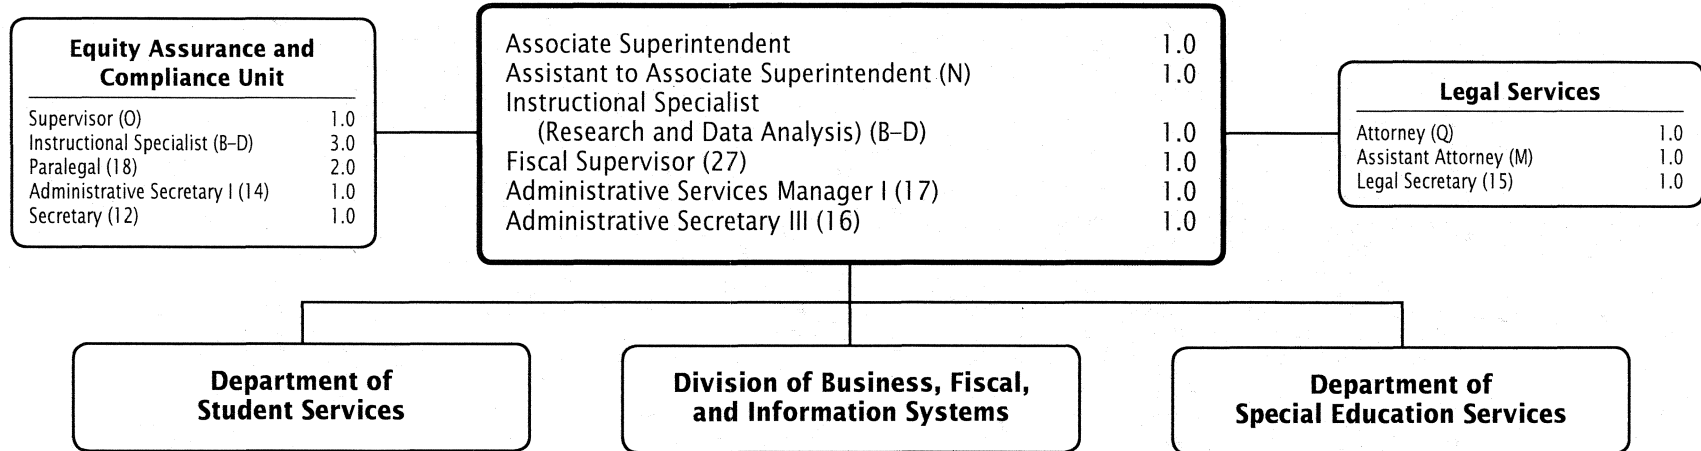 Equity Assurance and
Compliance Unit
Supervisor (O) 1.0
Instructional Specialist (B–D) 3.0
Paralegal (18) 2.0
Administrative Secretary I (14) 1.0
Secretary (12) 1.0
Associate Superintendent 1.0
Assistant to Associate Superintendent (N) 1.0
Instructional Specialist
(Research and Data Analysis) (B–D) 1.0
Fiscal Supervisor (27) 1.0
Administrative Services Manager I (17) 1.0
Administrative Secretary III (16) 1.0
Legal Services
Attorney (Q) 1.0
Assistant Attorney (M) 1.0
Legal Secretary (15) 1.0
Department of
Student Services
Division of Business, Fiscal,
and Information Systems
Department of
Special Education Services